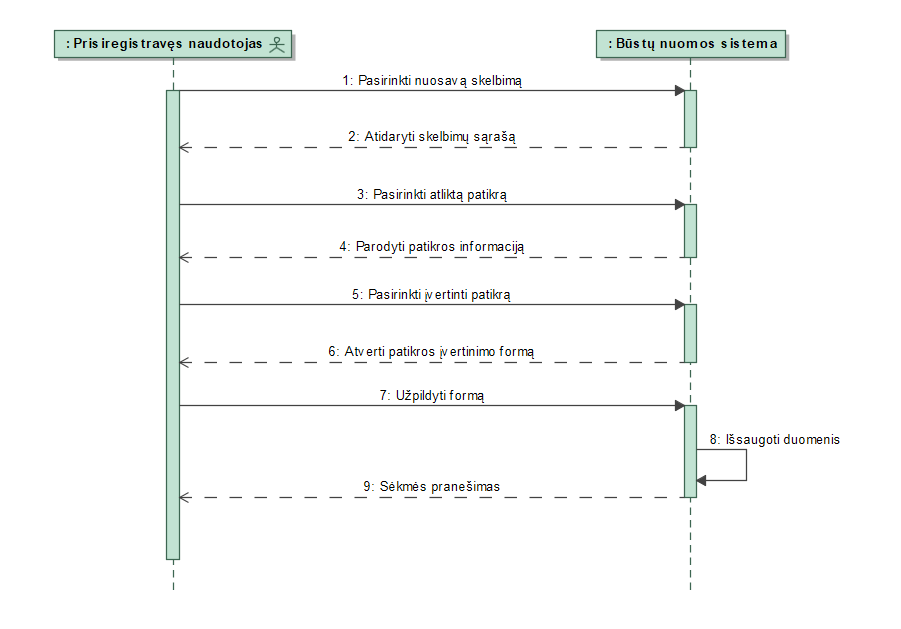 : Prisiregistravęs naudotojas
: Būstų nuomos sistema
1: Pasirinkti nuosavą skelbimą
2: Atidaryti skelbimų sąrašą
3: Pasirinkti atliktą patikrą
4: Parodyti patikros informaciją
5: Pasirinkti įvertinti patikrą
6: Atverti patikros įvertinimo formą
7: Užpildyti formą
8: Išsaugoti duomenis
9: Sėkmės pranešimas